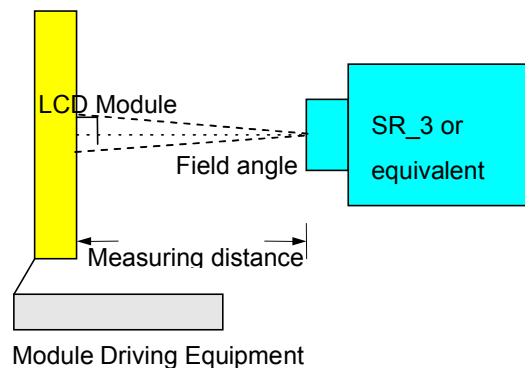 LCD Module
SR_3 or
equivalent
Field angle
Measuring distance
Module Driving Equipment